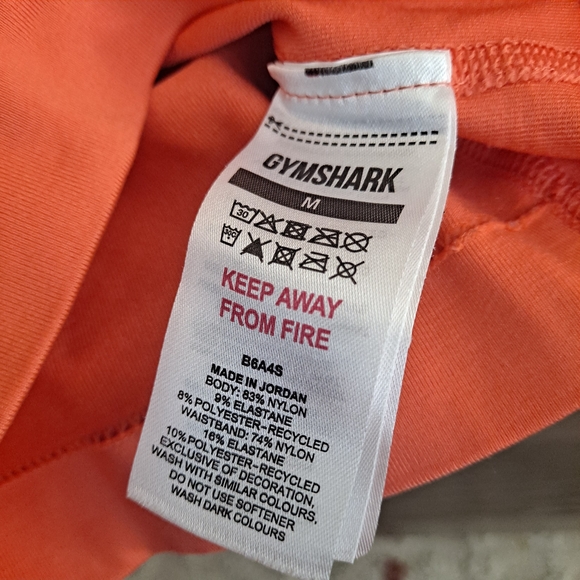 GYMSHARK
M
30
30C
KEEP AWAY
FROM FIRE
B6A4S
MADE IN JORDAN
BODY: 83% NYLON
9% ELASTANE
8% POLYESTER-RECYCLED
WAISTBAND: 74% NYLON
16% ELASTANE
10% POLYESTER-RECYCLED
EXCLUSIVE OF DECORATION,
WASH WITH SIMILAR COLOURS,
DO NOT USE SOFTENER
WASH DARK COLOURS